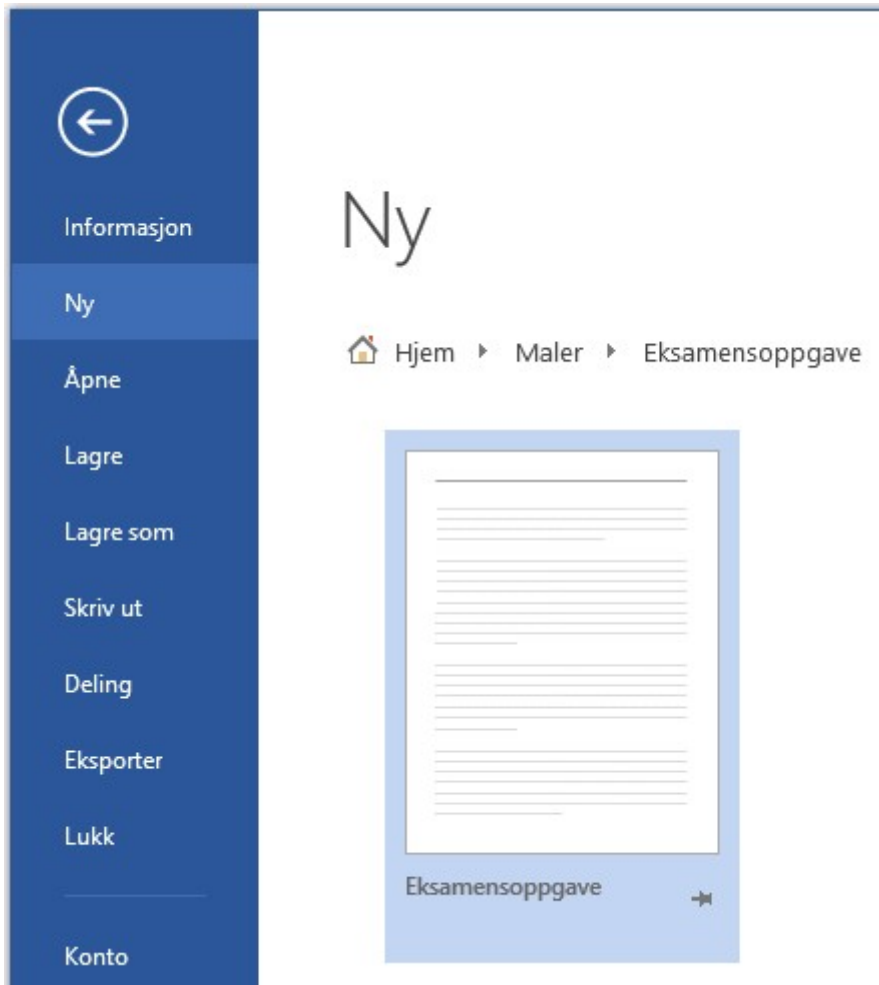 Informasjon
Ny
Åpne
Lagre
Lagre som
Skriv ut
Deling
Eksporter
Lukk
Konto
Ny
Hjem Maler Eksamensoppgave
Eksamensoppgave